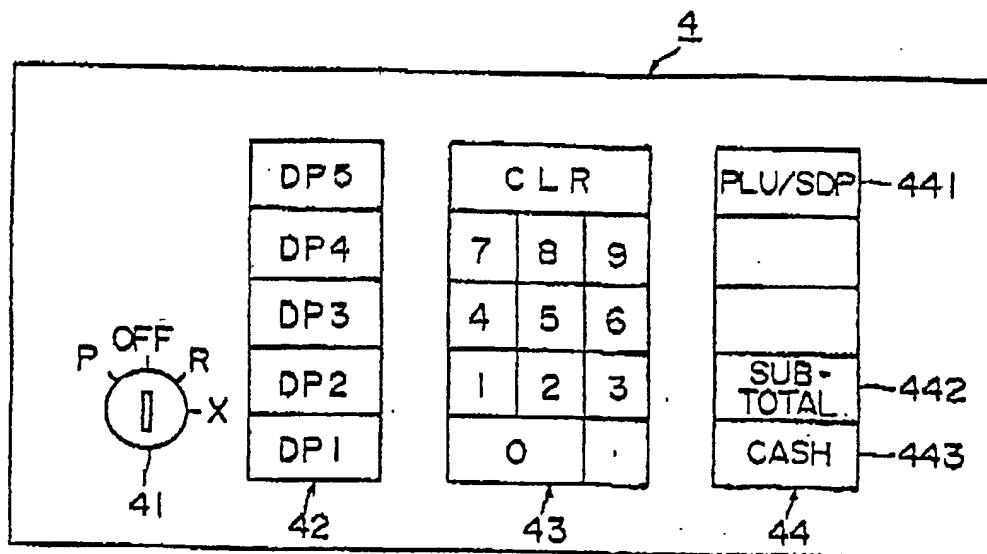 4
DP5 CLR PLU/SDP 441
DP4 7 8 9
DP3 4 5 6
P OFF R X
DP2 1 2 3 SUB- 442
TOTAL
DP1 0 . CASH 443
41 42 43 44